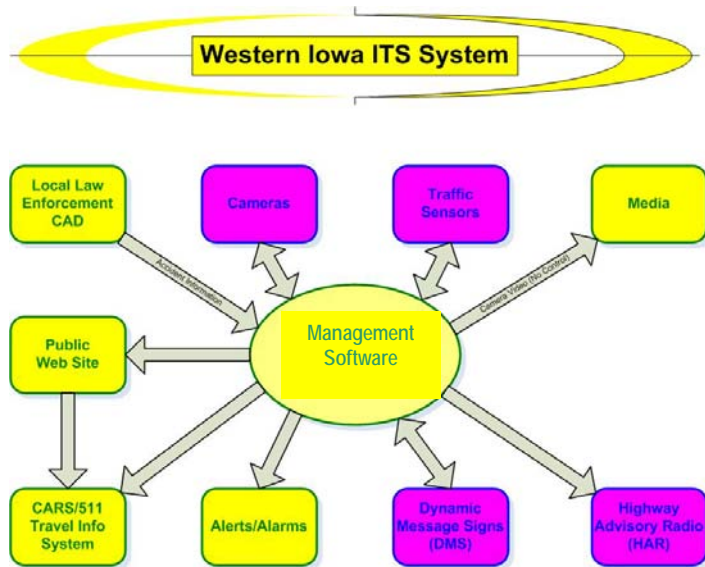 Western Iowa ITS System
Local Law
Enforcement
CAD
Cameras
Traffic
Sensors
Media
Accident Information
Camera Video (No Control)
Management
Software
Public
Web Site
CARS/511
Travel Info
System
Alerts/Alarms
Dynamic
Message Signs
(DMS)
Highway
Advisory Radio
(HAR)